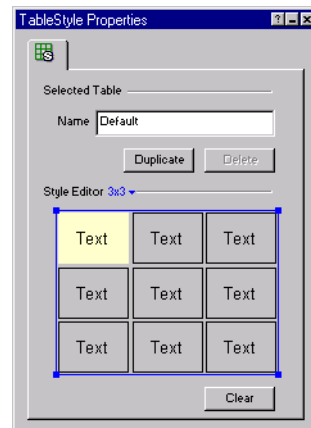 TableStyle Properties
Selected Table
Name Default
Duplicate Delete
Style Editor 3x3
Text Text Text
Text Text Text
Text Text Text
Clear